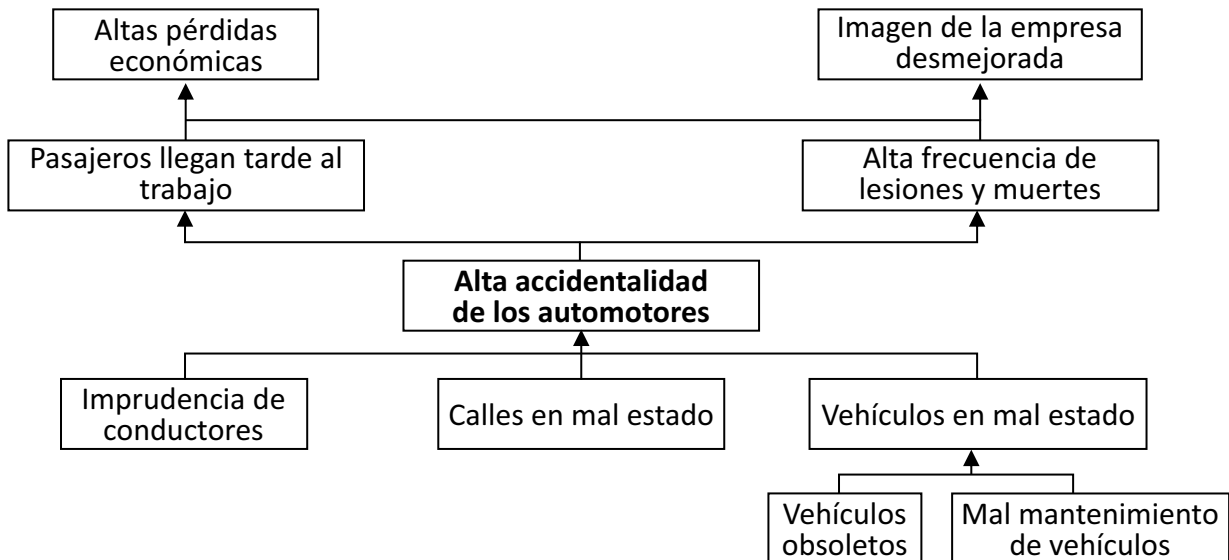 Altas pérdidas
económicas
Imagen de la empresa
desmejorada
Pasajeros llegan tarde al
trabajo
Alta frecuencia de
lesiones y muertes
Alta accidentalidad
de los automotores
Imprudencia de
conductores
Calles en mal estado
Vehículos en mal estado
Vehículos
obsoletos
Mal mantenimiento
de vehículos